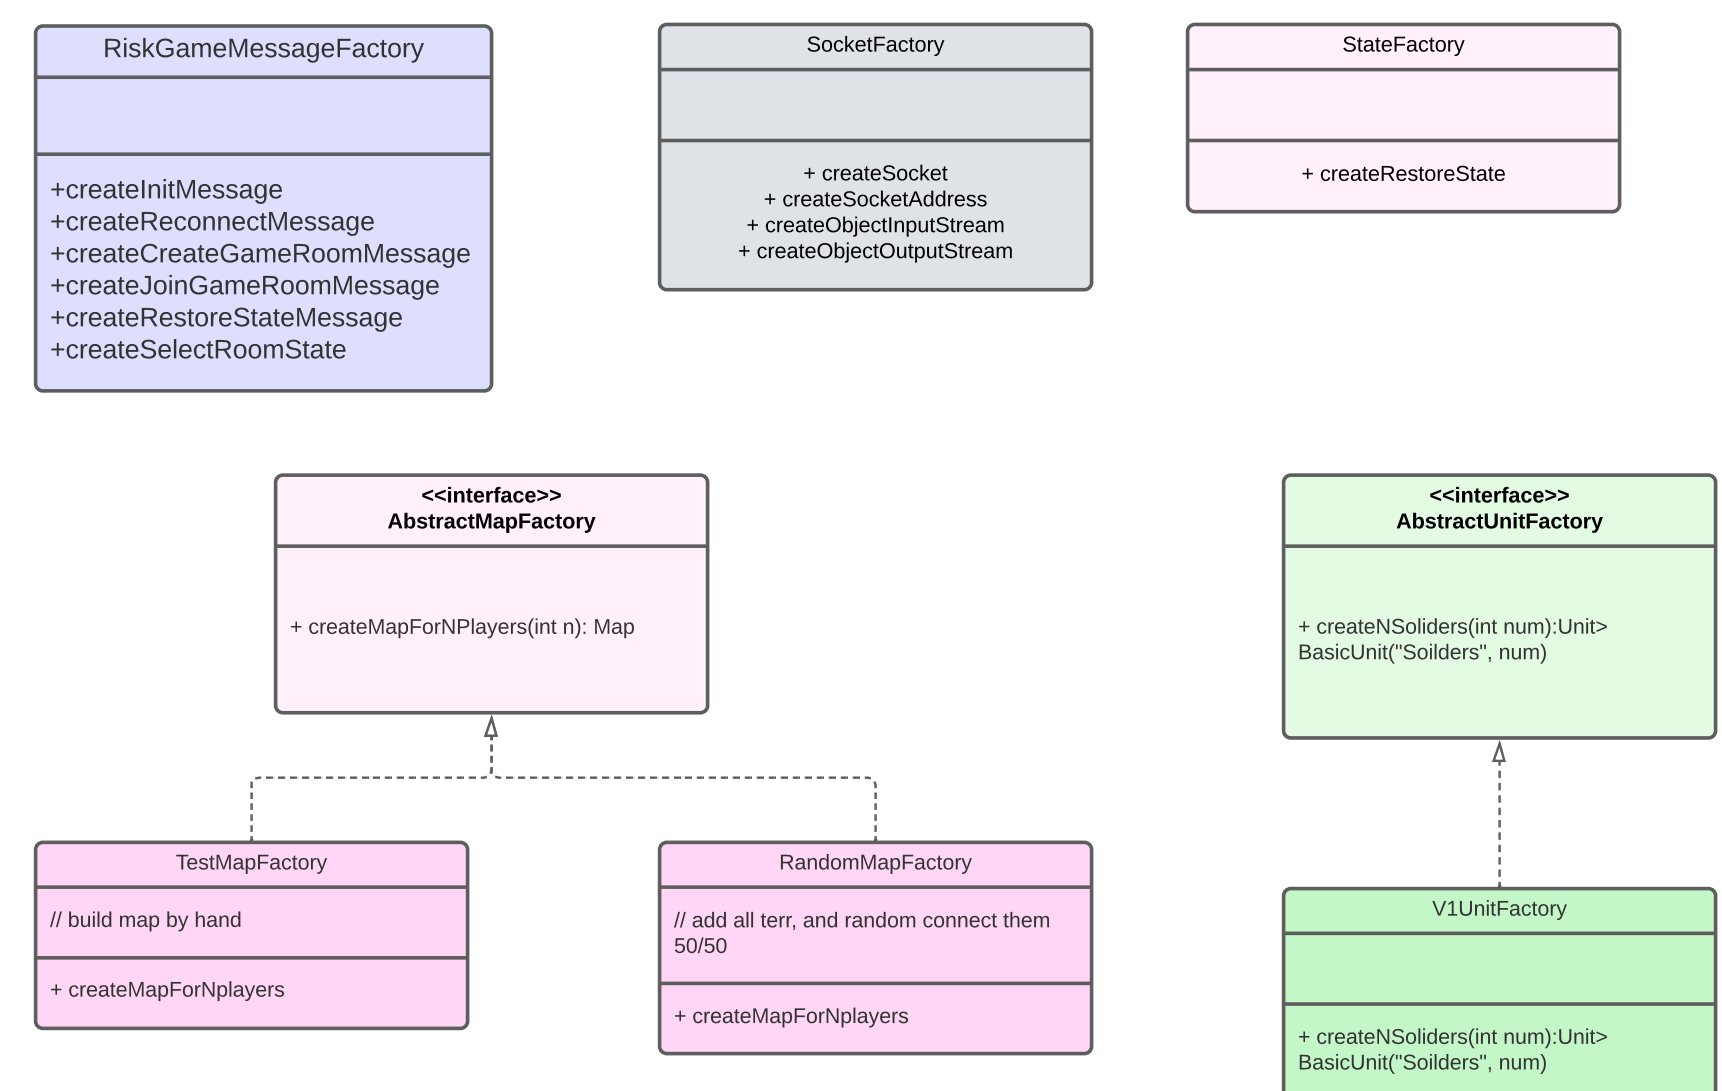 RiskGameMessageFactory
+createInitMessage
+createReconnectMessage
+createCreateGameRoomMessage
+createJoinGameRoomMessage
+createRestoreStateMessage
+createSelectRoomState
SocketFactory
+ createSocket
+ createSocketAddress
+ createObjectInputStream
+ createObjectOutputStream
StateFactory
+ createRestoreState
<<interface>>
AbstractMapFactory
+ createMapForNPlayers(int n): Map
<<interface>>
AbstractUnitFactory
+ createNSoliders(int num):Unit>
BasicUnit("Soilders", num)
TestMapFactory
// build map by hand
+ createMapForNplayers
RandomMapFactory
// add all terr, and random connect them
50/50
+ createMapForNplayers
V1UnitFactory
+ createNSoliders(int num):Unit>
BasicUnit("Soilders", num)